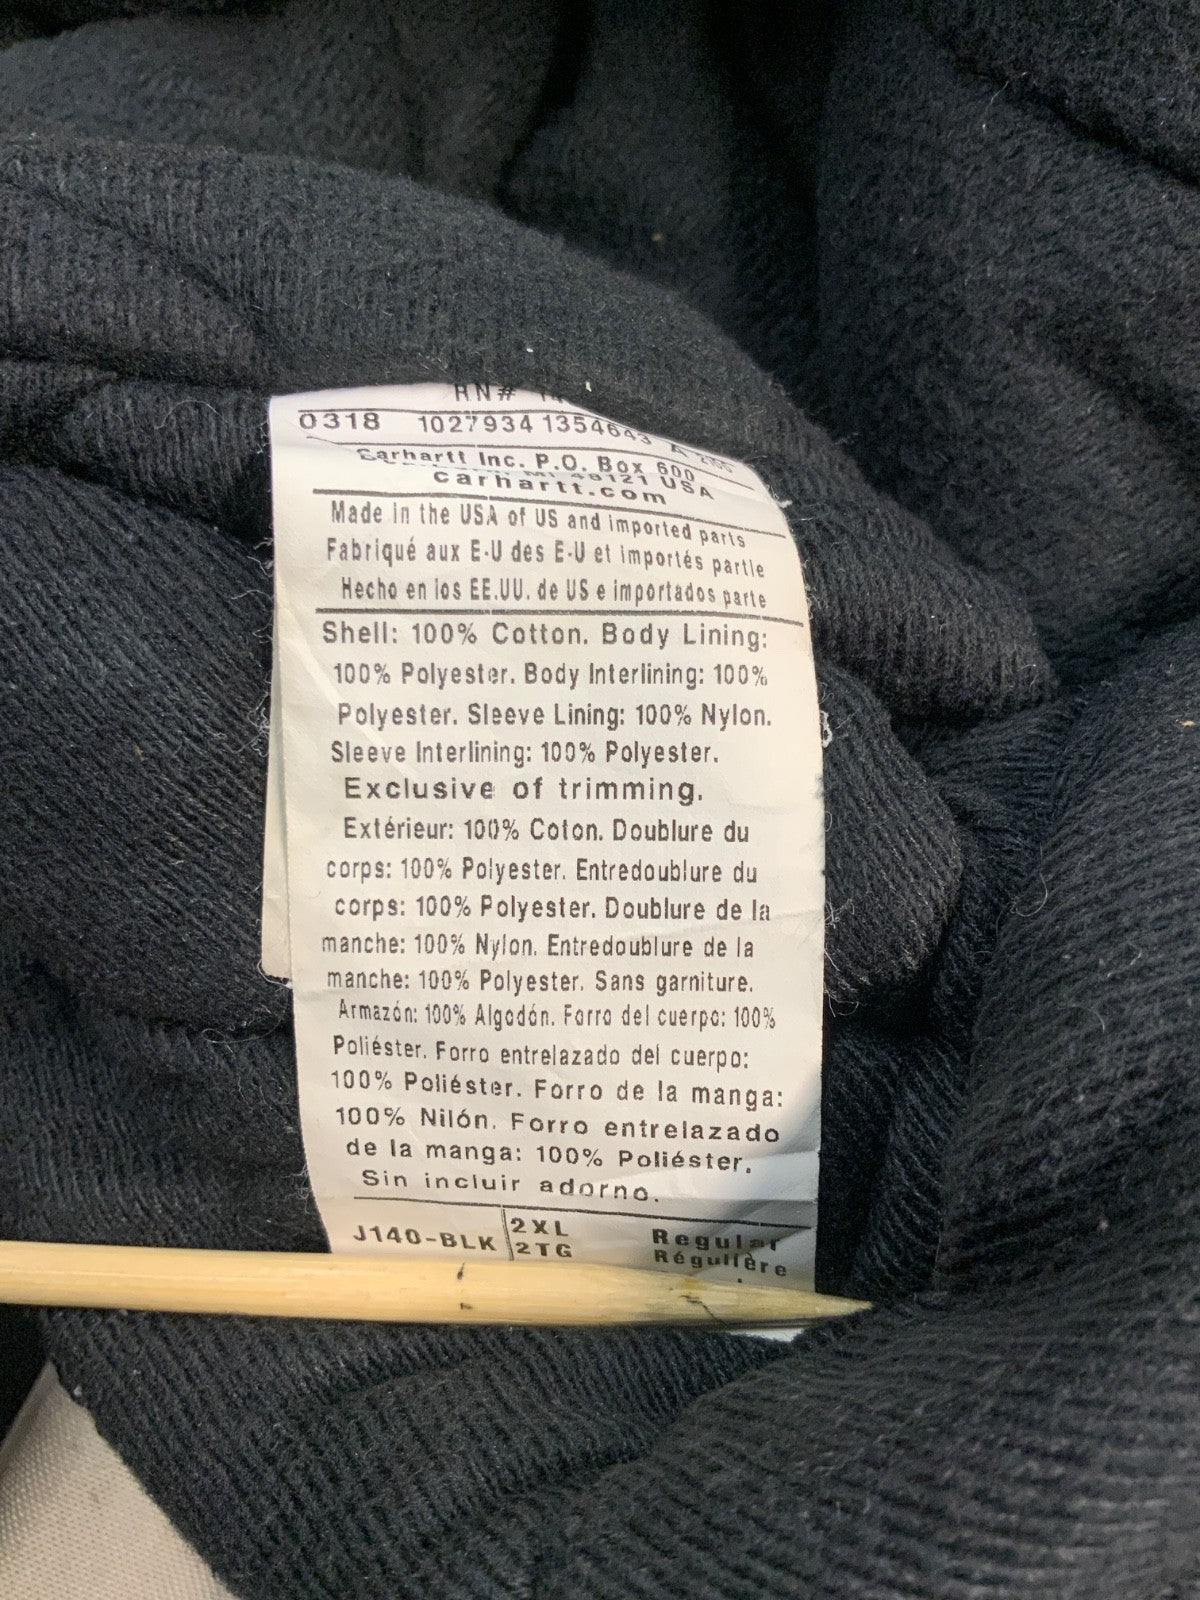 RN#
0318 1027934 1354643 A
Carhartt Inc. P.O. Box 600
48121 USA
carhartt.com
Made in the USA of US and imported parts
Fabriqué aux E-U des E-U et importés partie
Hecho en los EE.UU. de US e importados parte
Shell: 100% Cotton. Body Lining:
100% Polyester. Body Interlining: 100%
Polyester. Sleeve Lining: 100% Nylon.
Sleeve Interlining: 100% Polyester.
Exclusive of trimming.
Extérieur: 100% Coton. Doublure du
corps: 100% Polyester. Entredoublure du
corps: 100% Polyester. Doublure de la
manche: 100% Nylon. Entredoublure de la
manche: 100% Polyester. Sans garniture.
Armazón: 100% Algodón. Forro del cuerpo: 100%
Poliéster. Forro entrelazado del cuerpo:
100% Poliéster. Forro de la manga:
100% Nilón. Forro entrelazado
de la manga: 100% Poliéster.
Sin incluir adorno.
J140-BLK 2XL Regular
2TG Régulière